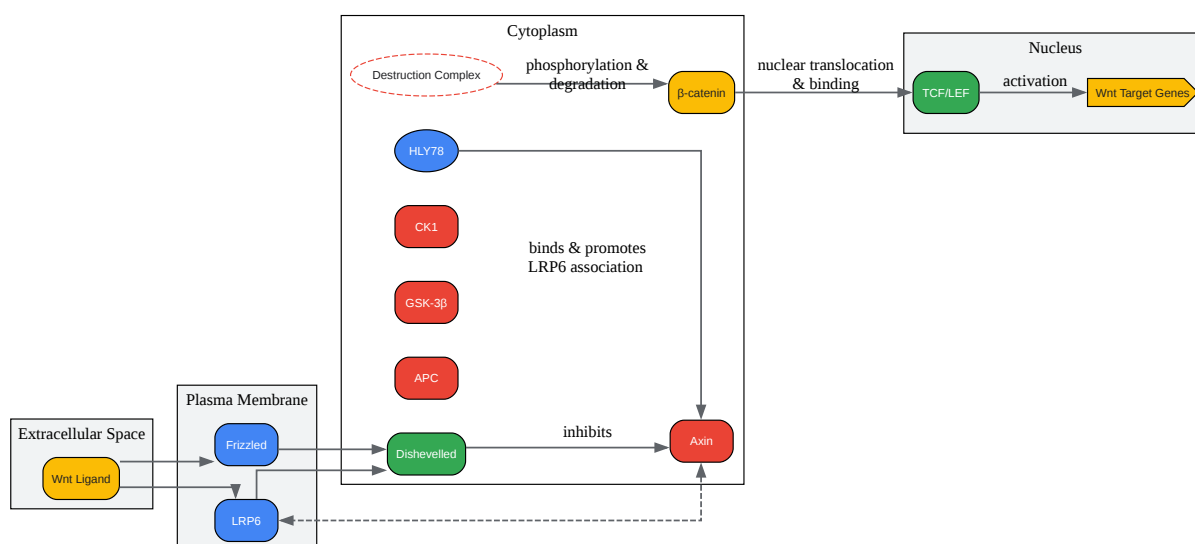 Cytoplasm
Nucleus
Destruction Complex
phosphorylation &
degradation
β-catenin
nuclear translocation
& binding
TCF/LEF
activation
Wnt Target Genes
HLY78
CK1
binds & promotes
LRP6 association
GSK-3β
APC
Plasma Membrane
Extracellular Space
Frizzled
Dishevelled
inhibits
Axin
Wnt Ligand
LRP6